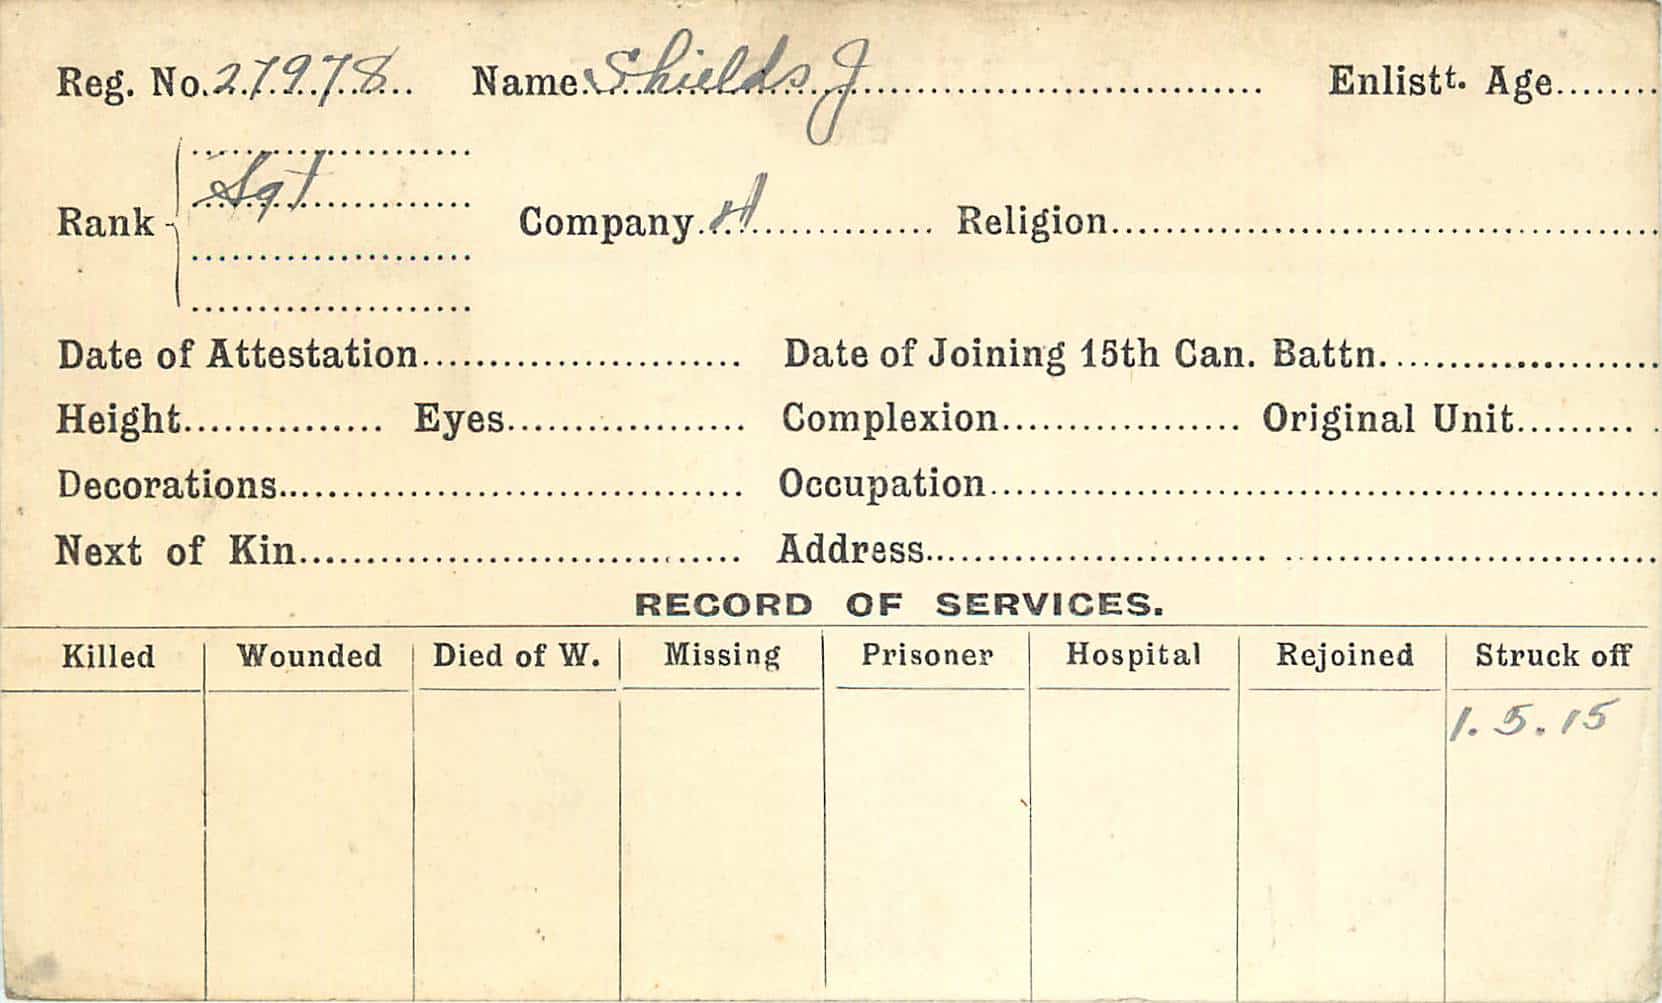 Reg. No. 27978 Name Shields J Enlistt. Age
Sgt
Rank Company H Religion
Date of Attestation Date of Joining 15th Can. Battn.
Height Eyes Complexion Original Unit
Decorations Occupation
Next of Kin Address
RECORD OF SERVICES.
Killed Wounded Died of W. Missing Prisoner Hospital Rejoined Struck off
1.5.15